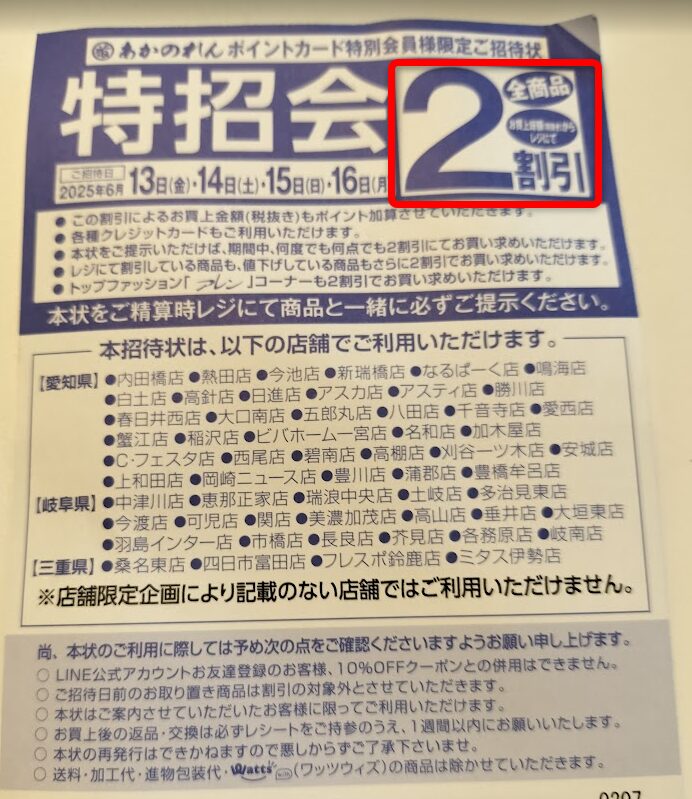 あかのれん ポイントカード特別会員様限定ご招待状
特招会
2割引
全商品
お買上総額(税抜き)から
レジにて
ご招待日
2025年6月 13日(金)・14日(土)・15日(日)・16日(月
● この割引によるお買上金額(税抜き)もポイント加算させていただきます。
● 各種クレジットカードもご利用いただけます。
● 本状をご提示いただけば、期間中、何度でも何点でも2割引にてお買い求めいただけます。
● レジにて割引している商品も、値下げしている商品もさらに2割引でお買い求めいただけます。
● トップファッション「アレン」コーナーも2割引でお買い求めいただけます。
本状をご精算時レジにて商品と一緒に必ずご提示ください。
本招待状は、以下の店舗でご利用いただけます。
【愛知県】●内田橋店 ●熱田店 ●今池店 ●新瑞橋店 ●なるぱーく店 ●鳴海店
●白土店 ●高針店 ●日進店 ●アスカ店 ●アスティ店 ●勝川店
●春日井西店 ●大口南店 ●五郎丸店 ●八田店 ●千音寺店 ●愛西店
●蟹江店 ●稲沢店 ●ビバホーム一宮店 ●名和店 ●加木屋店
●C・フェスタ店 ●西尾店 ●碧南店 ●高棚店 ●刈谷一ツ木店 ●安城店
●上和田店 ●岡崎ニュース店 ●豊川店 ●蒲郡店 ●豊橋牟呂店
【岐阜県】●中津川店 ●恵那正家店 ●瑞浪中央店 ●土岐店 ●多治見東店
●今渡店 ●可児店 ●関店 ●美濃加茂店 ●高山店 ●垂井店 ●大垣東店
●羽島インター店 ●市橋店 ●長良店 ●芥見店 ●各務原店 ●岐南店
【三重県】●桑名東店 ●四日市富田店 ●フレスポ鈴鹿店 ●ミタス伊勢店
※店舗限定企画により記載のない店舗ではご利用いただけません。
尚、本状のご利用に際しては予め次の点をご確認くださいますようお願い申し上げます。
○ LINE公式アカウントお友達登録のお客様、10%OFFクーポンとの併用はできません。
○ ご招待日前のお取り置き商品は割引の対象外とさせていただきます。
○ 本状はご案内させていただいたお客様に限ってご利用いただけます。
○ お買上後の返品・交換は必ずレシートをご持参のうえ、1週間以内にお願いいたします。
○ 本状の再発行はできかねますので悪しからずご了承下さいませ。
○ 送料・加工代・進物包装代・Watts with(ワッツウィズ)の商品は除かせていただきます。